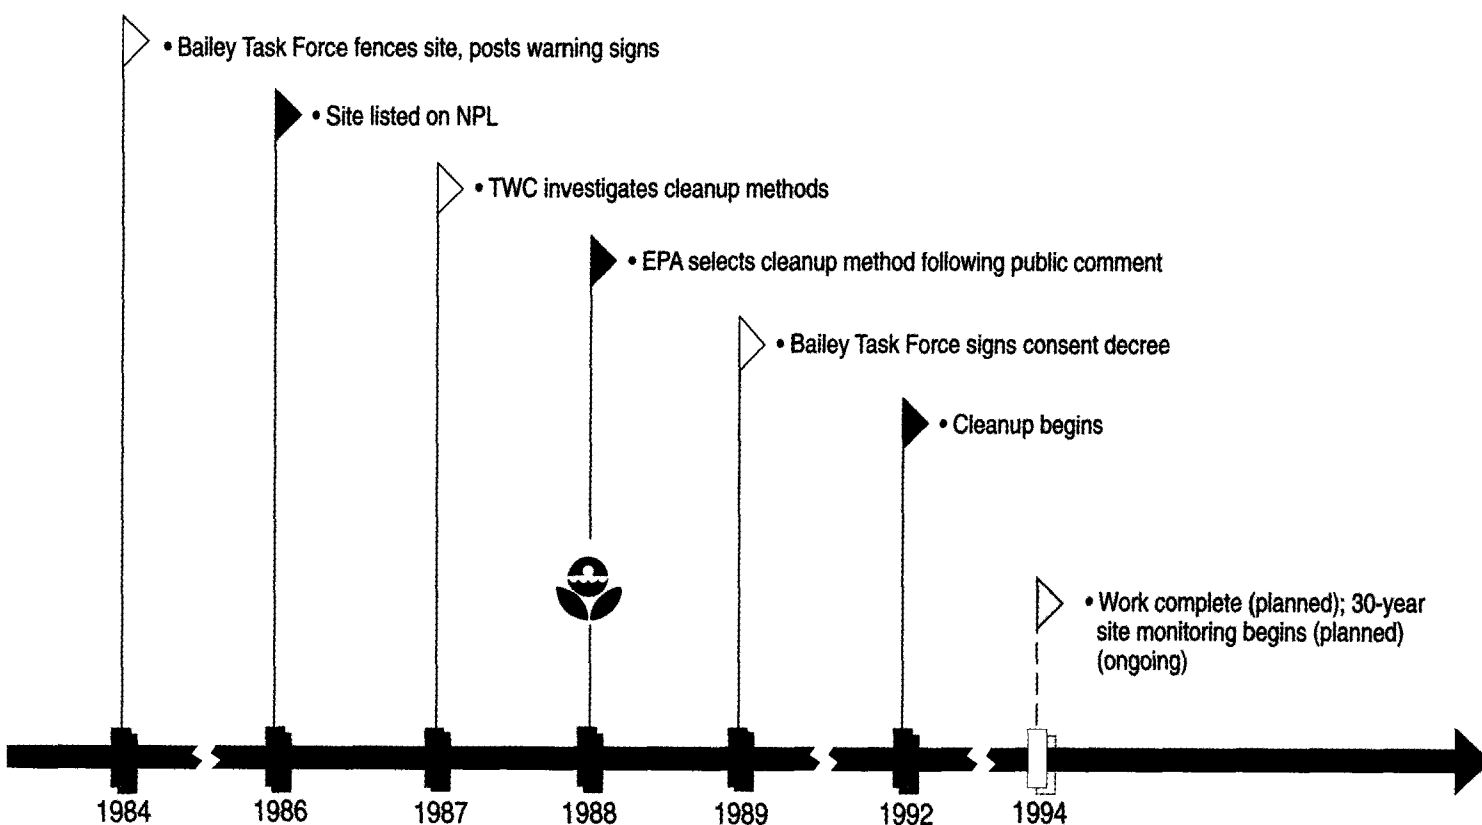 • Bailey Task Force fences site, posts warning signs
• Site listed on NPL
• TWC investigates cleanup methods
• EPA selects cleanup method following public comment
• Bailey Task Force signs consent decree
• Cleanup begins
• Work complete (planned); 30-year
site monitoring begins (planned)
(ongoing)
1984 1986 1987 1988 1989 1992 1994